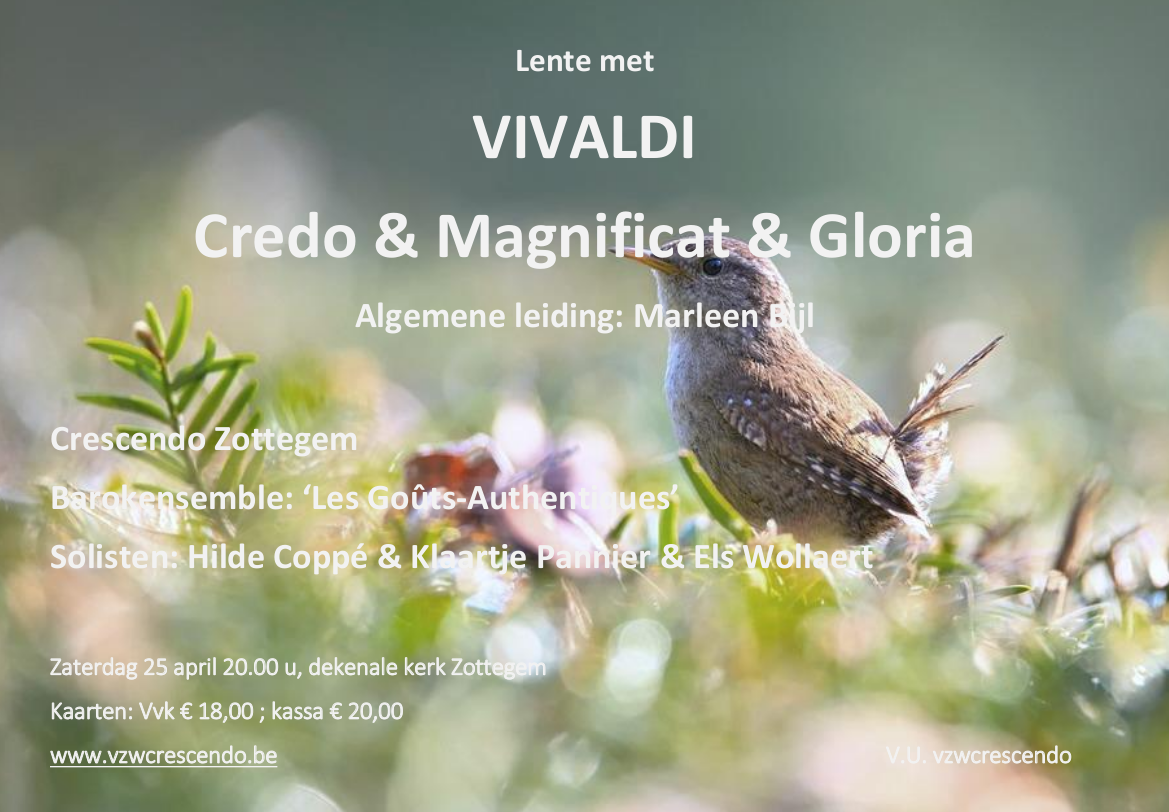 Lente met
VIVALDI
Credo & Magnificat & Gloria
Algemene leiding: Marleen Bijl
Crescendo Zottegem
Barokensemble: ‘Les Goûts-Authentiques’
Solisten: Hilde Coppé & Klaartje Pannier & Els Wollaert
Zaterdag 25 april 20.00 u, dekenale kerk Zottegem
Kaarten: Vvk € 18,00 ; kassa € 20,00
www.vzwcrescendo.be V.U. vzwcrescendo